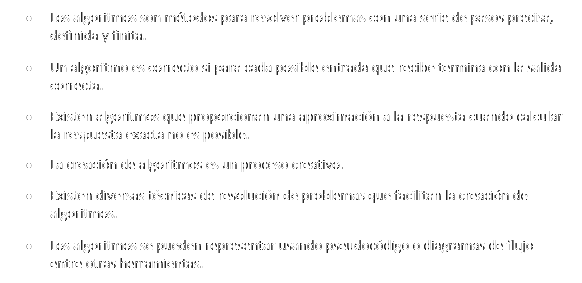 Los algoritmos son métodos para resolver problemas con una serie de pasos precisa,
definida y finita.
Un algoritmo es correcto si para cada posible entrada que recibe termina con la salida
correcta.
Existen algoritmos que proporcionan una aproximación a la respuesta cuando calcular
la respuesta exacta no es posible.
La creación de algoritmos es un proceso creativo.
Existen diversas técnicas de resolución de problemas que facilitan la creación de
algoritmos.
Los algoritmos se pueden representar usando pseudocódigo o diagramas de flujo
entre otras herramientas.